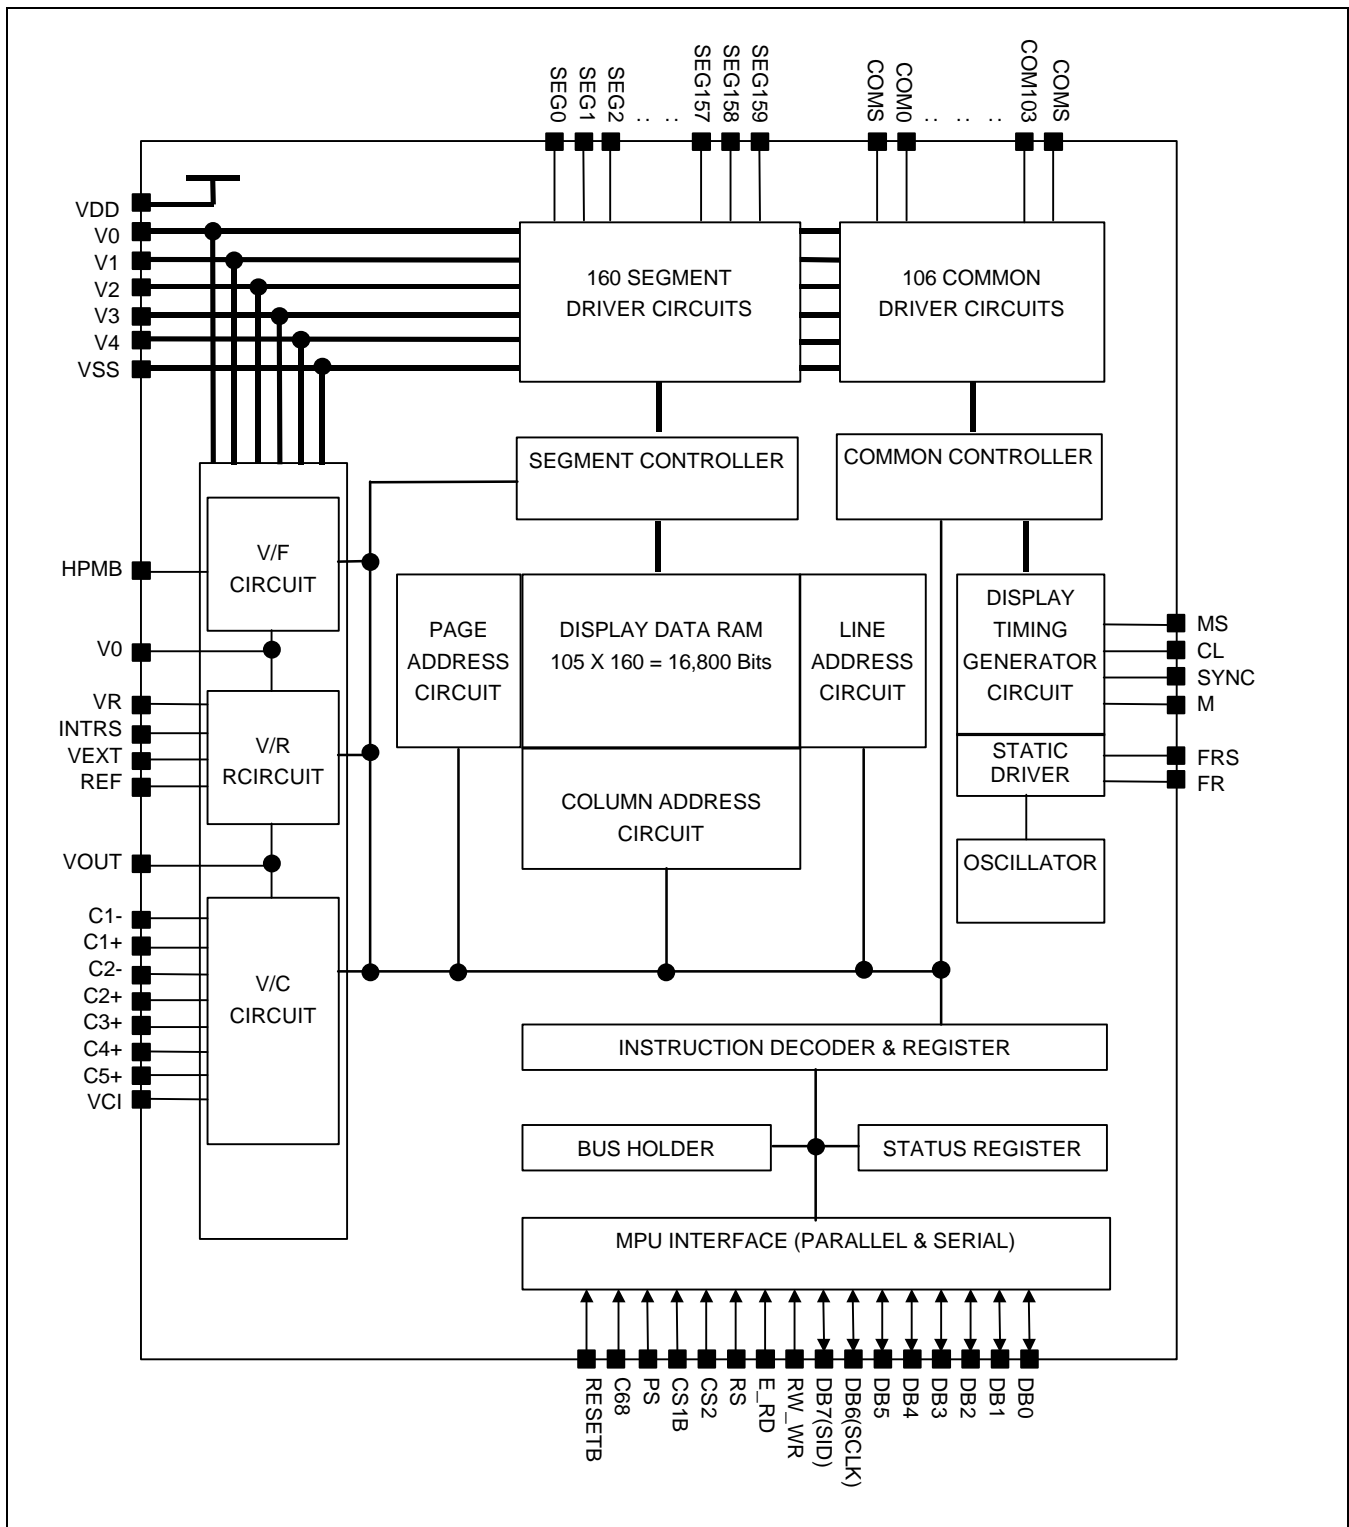 SEG0
SEG1
SEG2
.. ..
SEG157
SEG158
SEG159
COMS
COM0
.. .. ..
COM103
COMS
VDD
V0
V1
V2
V3
V4
VSS
160 SEGMENT
DRIVER CIRCUITS
106 COMMON
DRIVER CIRCUITS
SEGMENT CONTROLLER
COMMON CONTROLLER
HPMB
V0
VR
INTRS
VEXT
REF
VOUT
C1-
C1+
C2-
C2+
C3+
C4+
C5+
VCI
V/F
CIRCUIT
V/R
RCIRCUIT
V/C
CIRCUIT
PAGE
ADDRESS
CIRCUIT
DISPLAY DATA RAM
105 X 160 = 16,800 Bits
LINE
ADDRESS
CIRCUIT
COLUMN ADDRESS
CIRCUIT
DISPLAY
TIMING
GENERATOR
CIRCUIT
STATIC
DRIVER
OSCILLATOR
MS
CL
SYNC
M
FRS
FR
INSTRUCTION DECODER & REGISTER
BUS HOLDER
STATUS REGISTER
MPU INTERFACE (PARALLEL & SERIAL)
RESETB
C68
PS
CS1B
CS2
RS
E_RD
RW_WR
DB7(SID)
DB6(SCLK)
DB5
DB4
DB3
DB2
DB1
DB0